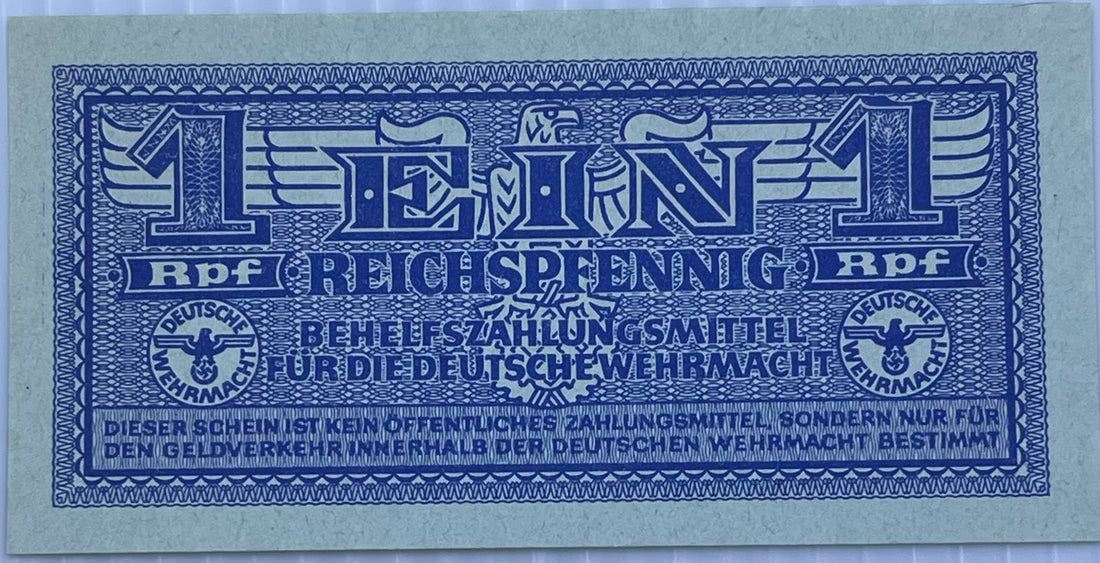 1 EIN 1
Rpf REICHSPFENNIG Rpf
DEUTSCHE WEHRMACHT
BEHELFSZAHLUNGSMITTEL
FÜR DIE DEUTSCHE WEHRMACHT
DEUTSCHE WEHRMACHT
DIESER SCHEIN IST KEIN ÖFFENTLICHES ZAHLUNGSMITTEL, SONDERN NUR FÜR
DEN GELDVERKEHR INNERHALB DER DEUTSCHEN WEHRMACHT BESTIMMT